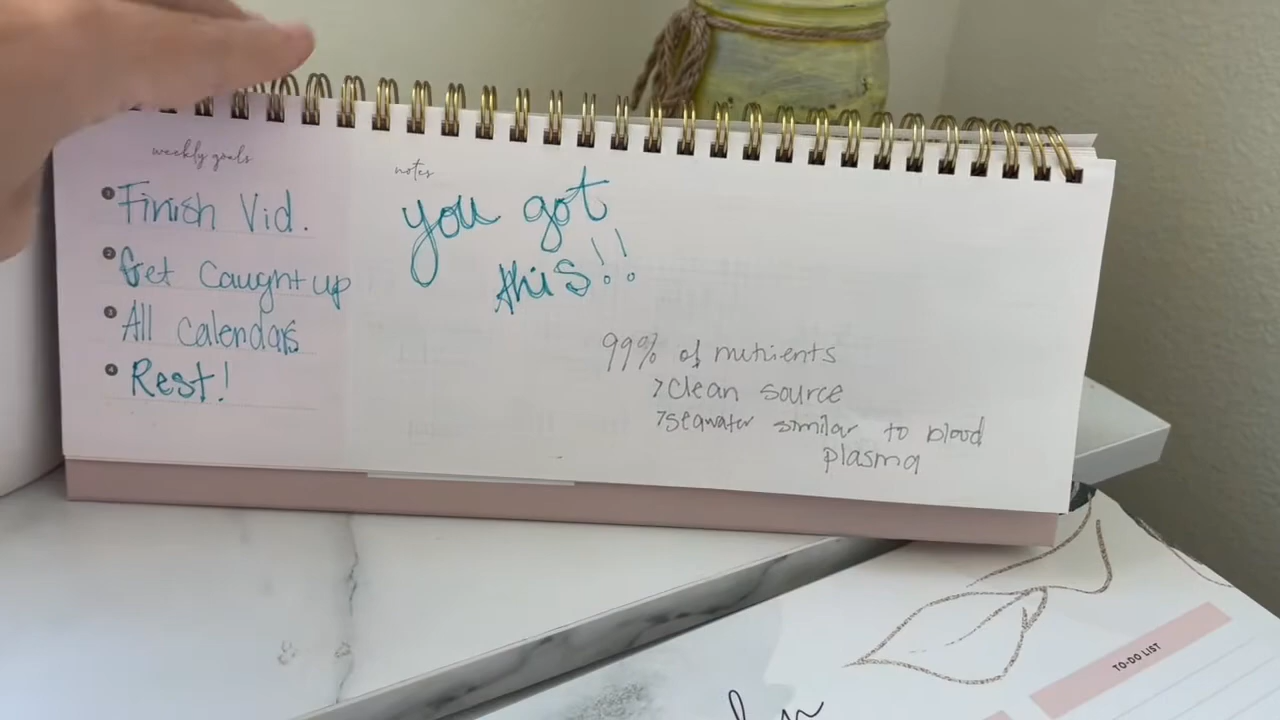 weekly goals
1 Finish Vid.
2 Get Caught up
3 All Calendars
4 Rest!
notes
you got
this!!
99% of nutrients
>Clean source
>seawater similar to blood
plasma
TO-DO LIST